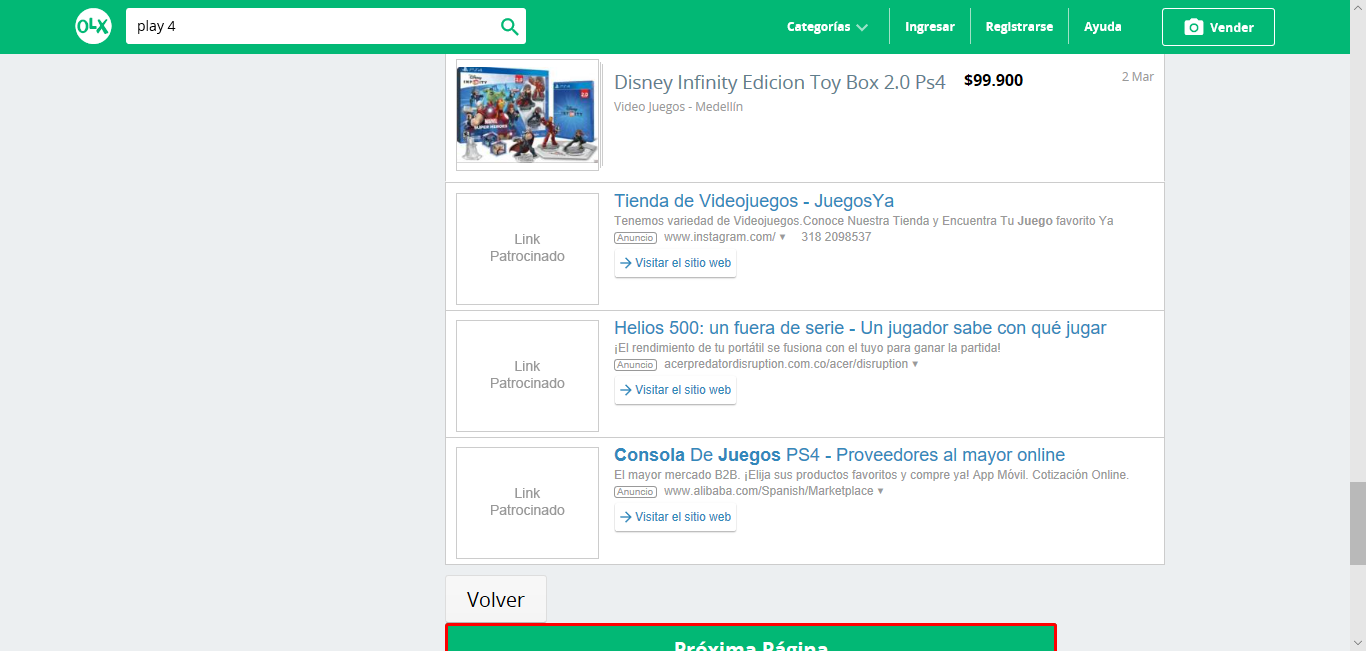 OLX
play 4
Categorías
Ingresar
Registrarse
Ayuda
Vender
Disney Infinity Edicion Toy Box 2.0 Ps4
$99.900
2 Mar
Video Juegos - Medellín
Link
Patrocinado
Tienda de Videojuegos - JuegosYa
Tenemos variedad de Videojuegos.Conoce Nuestra Tienda y Encuentra Tu Juego favorito Ya
Anuncio www.instagram.com/ ▾ 318 2098537
Visitar el sitio web
Link
Patrocinado
Helios 500: un fuera de serie - Un jugador sabe con qué jugar
¡El rendimiento de tu portátil se fusiona con el tuyo para ganar la partida!
Anuncio acerpredatordisruption.com.co/acer/disruption ▾
Visitar el sitio web
Link
Patrocinado
Consola De Juegos PS4 - Proveedores al mayor online
El mayor mercado B2B. ¡Elija sus productos favoritos y compre ya! App Móvil. Cotización Online.
Anuncio www.alibaba.com/Spanish/Marketplace ▾
Visitar el sitio web
Volver
Próxima Página